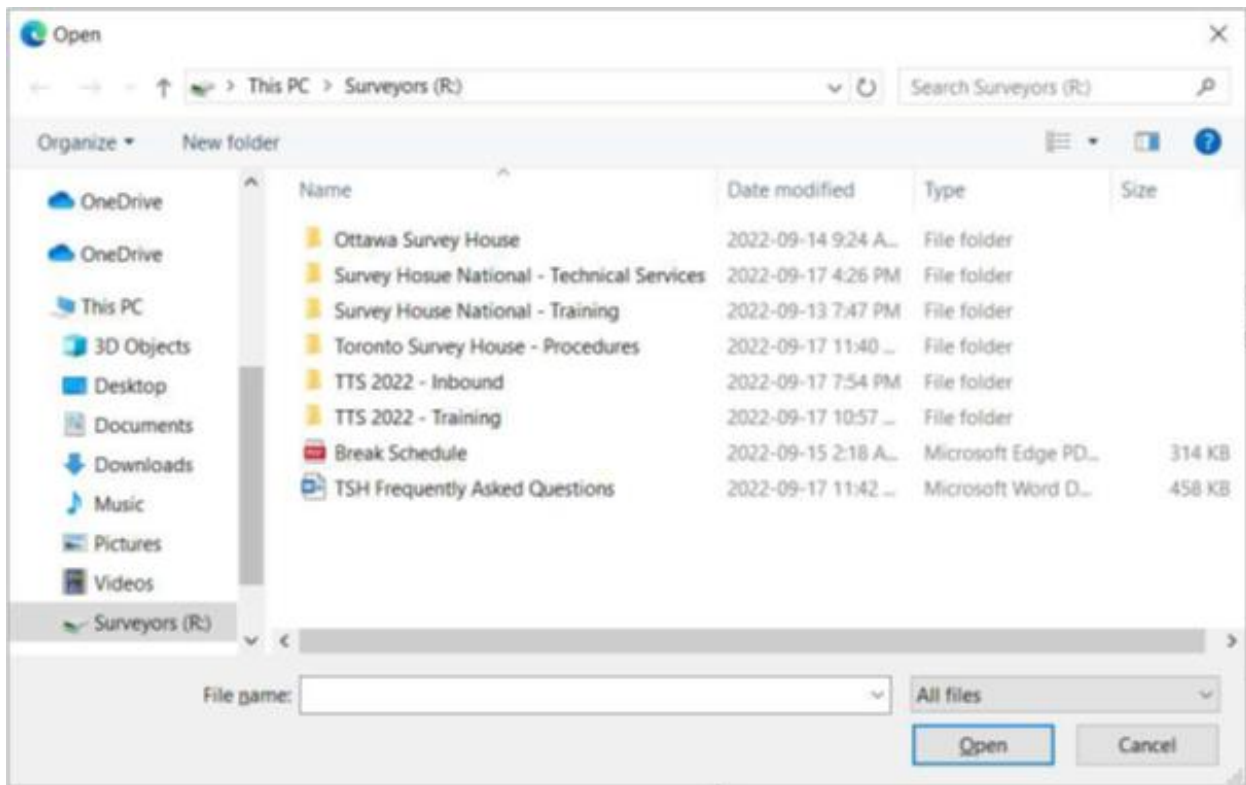 Open
This PC > Surveyors (R:)
Search Surveyors (R:)
Organize
New folder
Name Date modified Type Size
OneDrive
OneDrive
This PC
3D Objects
Desktop
Documents
Downloads
Music
Pictures
Videos
Surveyors (R:)
Ottawa Survey House 2022-09-14 9:24 A... File folder
Survey Hosue National - Technical Services 2022-09-17 4:26 PM File folder
Survey House National - Training 2022-09-13 7:47 PM File folder
Toronto Survey House - Procedures 2022-09-17 11:40 ... File folder
TTS 2022 - Inbound 2022-09-17 7:54 PM File folder
TTS 2022 - Training 2022-09-17 10:57 ... File folder
Break Schedule 2022-09-15 2:18 A... Microsoft Edge PD... 314 KB
TSH Frequently Asked Questions 2022-09-17 11:42 ... Microsoft Word D... 458 KB
File name:
All files
Open
Cancel